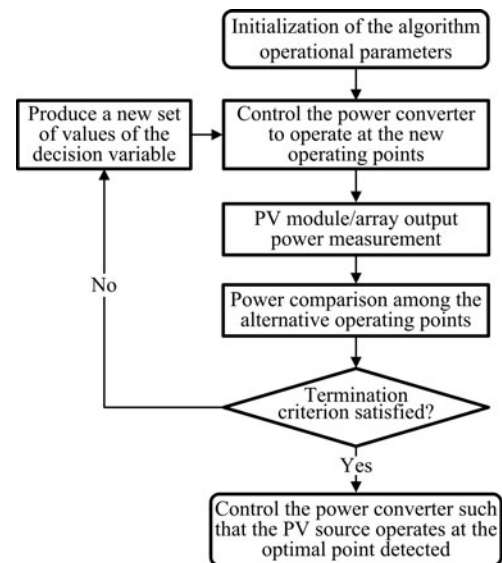 Initialization of the algorithm
operational parameters
Produce a new set
of values of the
decision variable
Control the power converter
to operate at the new
operating points
PV module/array output
power measurement
Power comparison among the
alternative operating points
No
Termination
criterion satisfied?
Yes
Control the power converter such
that the PV source operates at the
optimal point detected